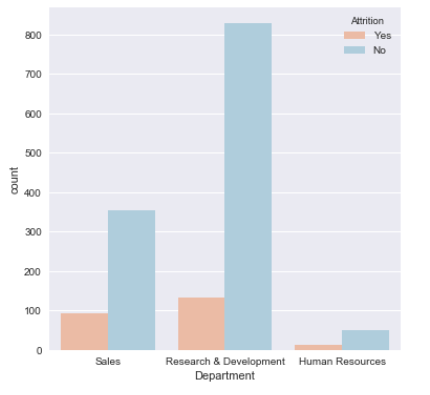 Attrition
Yes
No
800
700
600
500
400
300
200
100
0
count
Sales
Research & Development
Human Resources
Department